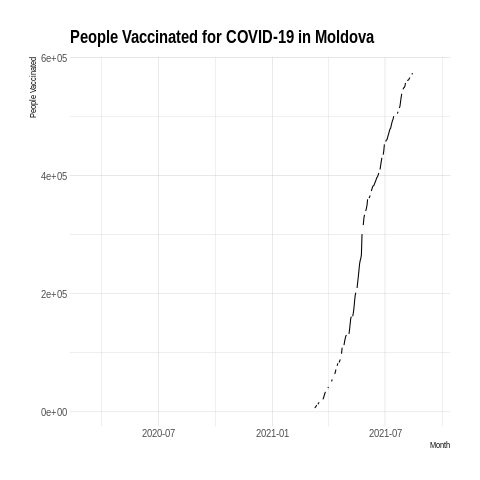 People Vaccinated for COVID-19 in Moldova
People Vaccinated
6e+05
4e+05
2e+05
0e+00
2020-07
2021-01
2021-07
Month